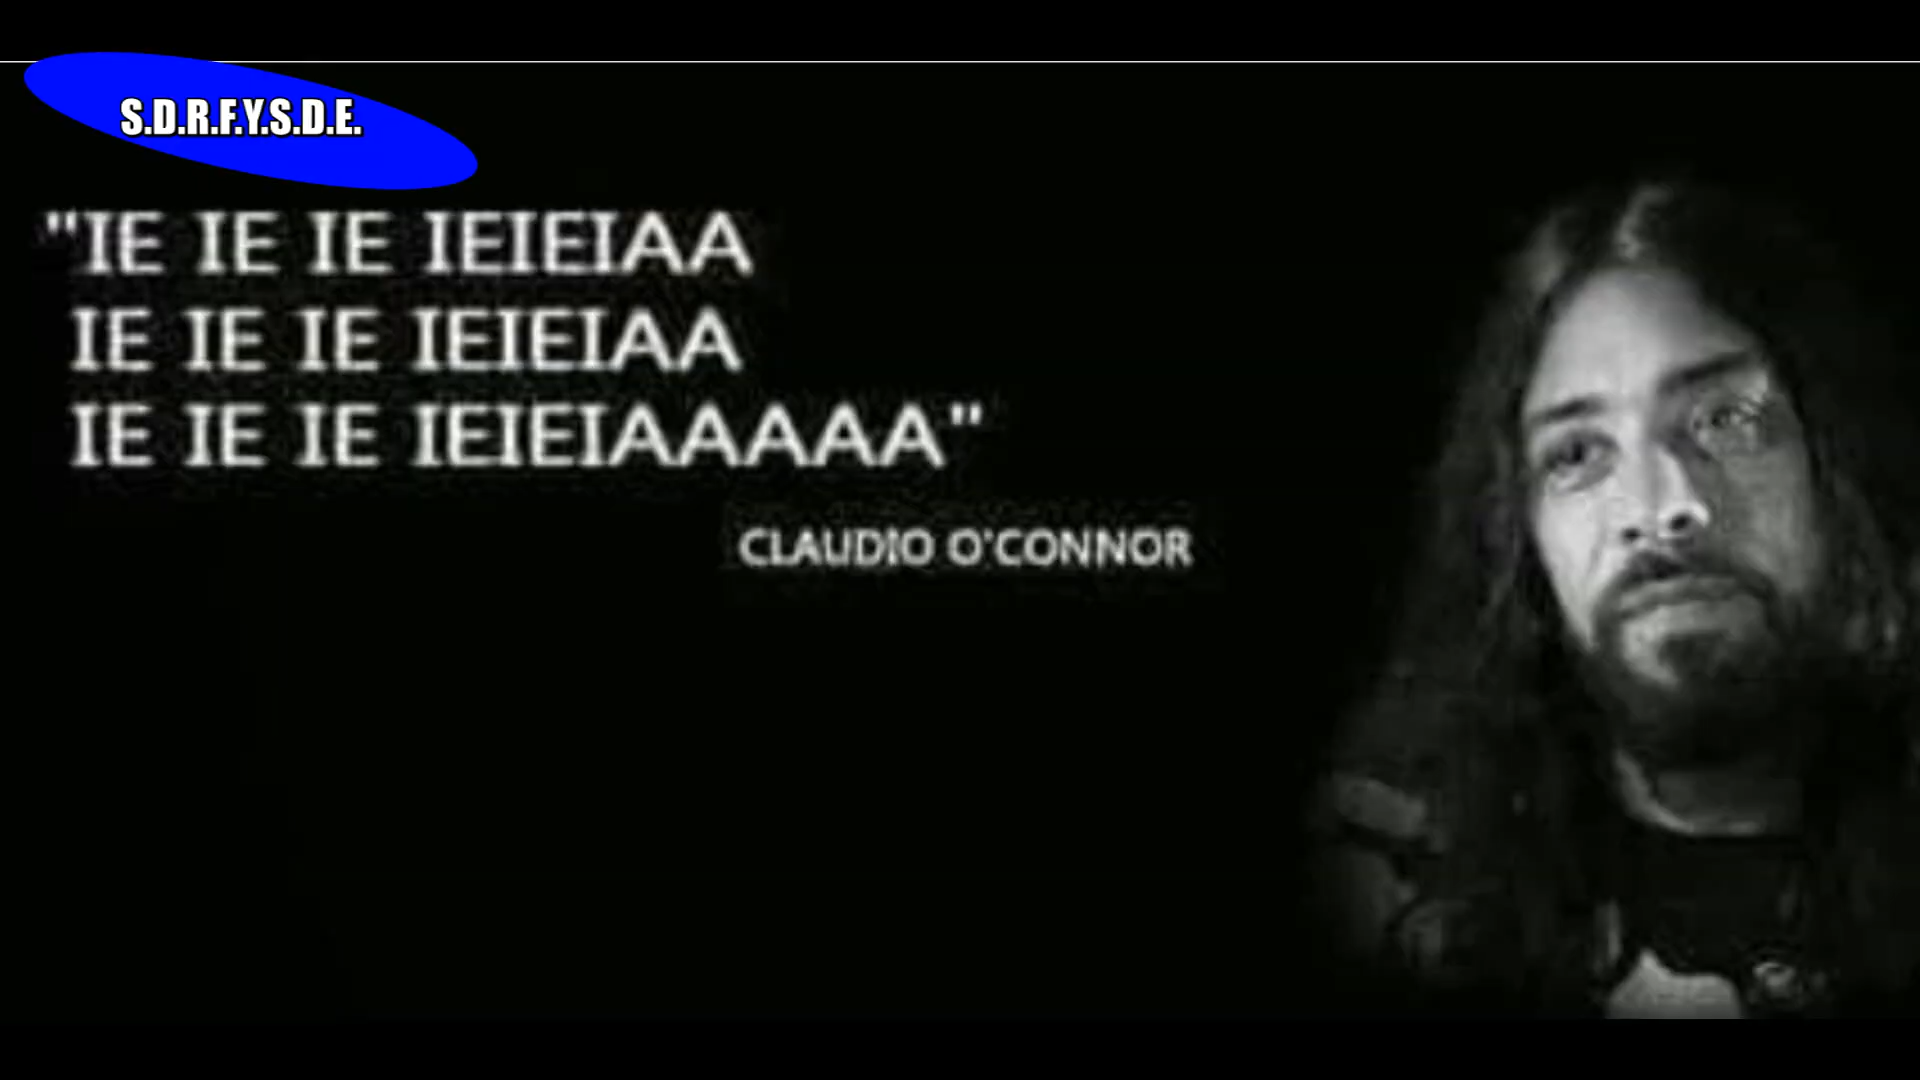 S.D.R.F.Y.S.D.E.
"IE IE IE IEIEIAA
IE IE IE IEIEIAA
IE IE IE IEIEIAAAAA"
CLAUDIO O'CONNOR